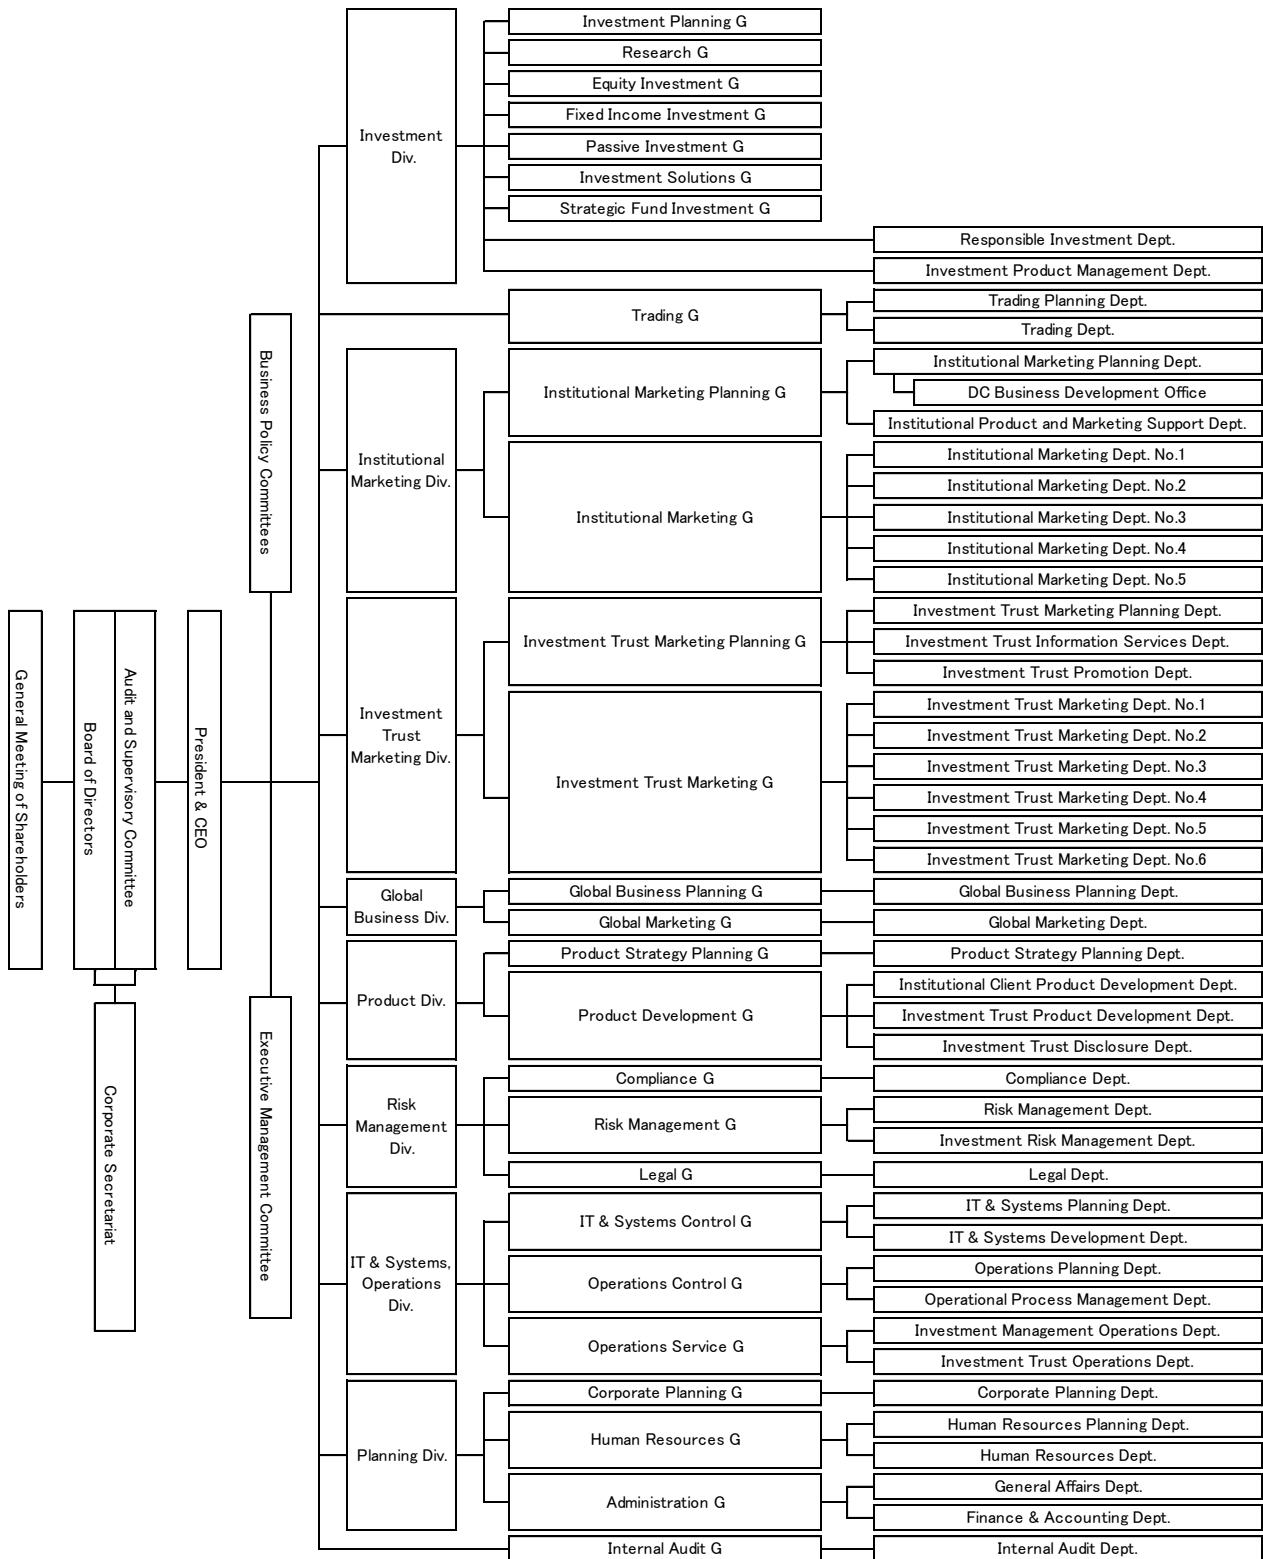 General Meeting of Shareholders
Board of Directors
Audit and Supervisory Committee
Corporate Secretariat
President & CEO
Business Policy Committees
Executive Management Committee
Investment
Div.
Investment Planning G
Research G
Equity Investment G
Fixed Income Investment G
Passive Investment G
Investment Solutions G
Strategic Fund Investment G
Responsible Investment Dept.
Investment Product Management Dept.
Trading G
Trading Planning Dept.
Trading Dept.
Institutional
Marketing Div.
Institutional Marketing Planning G
Institutional Marketing Planning Dept.
DC Business Development Office
Institutional Product and Marketing Support Dept.
Institutional Marketing G
Institutional Marketing Dept. No.1
Institutional Marketing Dept. No.2
Institutional Marketing Dept. No.3
Institutional Marketing Dept. No.4
Institutional Marketing Dept. No.5
Investment
Trust
Marketing Div.
Investment Trust Marketing Planning G
Investment Trust Marketing Planning Dept.
Investment Trust Information Services Dept.
Investment Trust Promotion Dept.
Investment Trust Marketing G
Investment Trust Marketing Dept. No.1
Investment Trust Marketing Dept. No.2
Investment Trust Marketing Dept. No.3
Investment Trust Marketing Dept. No.4
Investment Trust Marketing Dept. No.5
Investment Trust Marketing Dept. No.6
Global
Business Div.
Global Business Planning G
Global Business Planning Dept.
Global Marketing G
Global Marketing Dept.
Product Div.
Product Strategy Planning G
Product Strategy Planning Dept.
Product Development G
Institutional Client Product Development Dept.
Investment Trust Product Development Dept.
Investment Trust Disclosure Dept.
Risk
Management
Div.
Compliance G
Compliance Dept.
Risk Management G
Risk Management Dept.
Investment Risk Management Dept.
Legal G
Legal Dept.
IT & Systems,
Operations
Div.
IT & Systems Control G
IT & Systems Planning Dept.
IT & Systems Development Dept.
Operations Control G
Operations Planning Dept.
Operational Process Management Dept.
Operations Service G
Investment Management Operations Dept.
Investment Trust Operations Dept.
Planning Div.
Corporate Planning G
Corporate Planning Dept.
Human Resources G
Human Resources Planning Dept.
Human Resources Dept.
Administration G
General Affairs Dept.
Finance & Accounting Dept.
Internal Audit G
Internal Audit Dept.